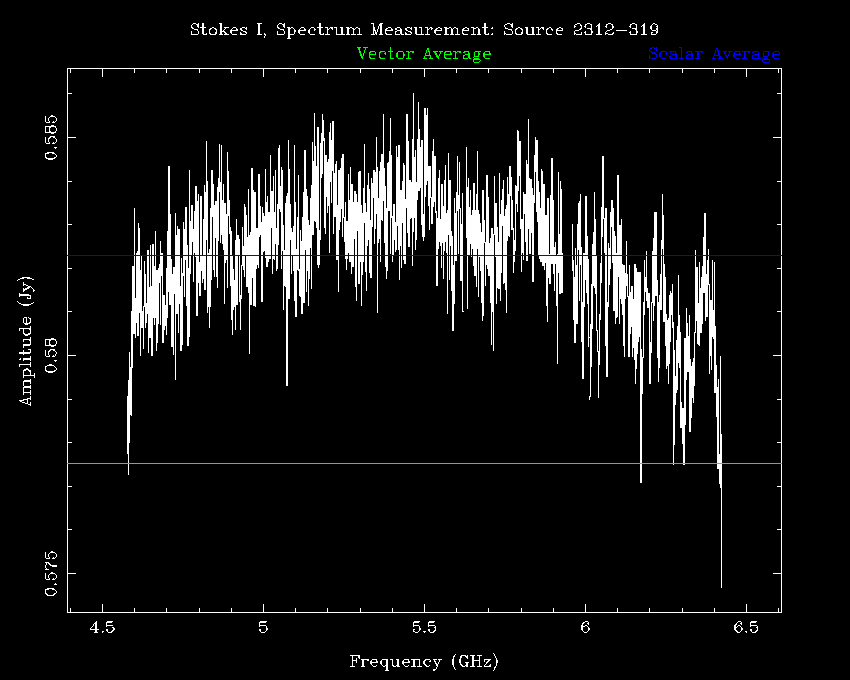 Stokes I, Spectrum Measurement: Source 2312−319
Vector Average Scalar Average
0.585
0.58
0.575
Amplitude (Jy)
4.5 5 5.5 6 6.5
Frequency (GHz)